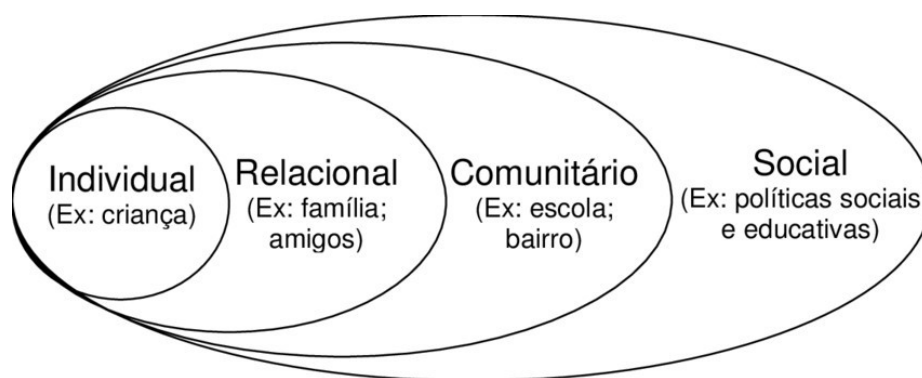 Individual
(Ex: criança)
Relacional
(Ex: família;
amigos)
Comunitário
(Ex: escola;
bairro)
Social
(Ex: políticas sociais
e educativas)